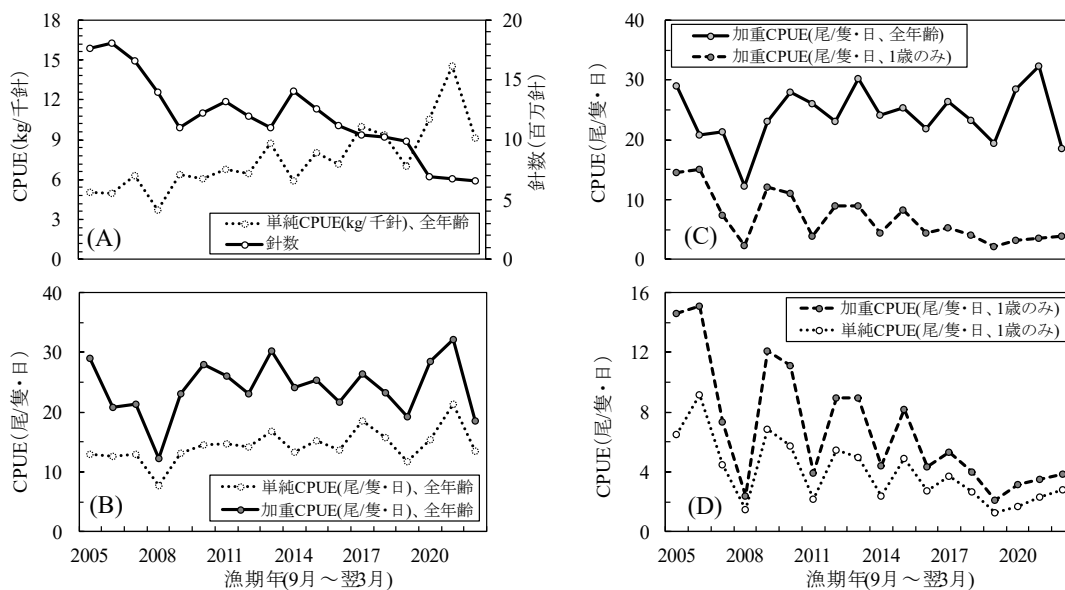 18
15
12
9
6
3
0
CPUE(kg/千針)
20
15
10
5
0
針数(百万針)
単純CPUE(kg/千針)、全年齢
針数
(A)
40
30
20
10
0
CPUE(尾/隻・日)
加重CPUE(尾/隻・日、全年齢)
加重CPUE(尾/隻・日、1歳のみ)
(C)
40
30
20
10
0
CPUE(尾/隻・日)
単純CPUE(尾/隻・日)、全年齢
加重CPUE(尾/隻・日)、全年齢
(B)
2005 2008 2011 2014 2017 2020
漁期年(9月～翌3月)
16
12
8
4
0
CPUE(尾/隻・日)
加重CPUE(尾/隻・日、1歳のみ)
単純CPUE(尾/隻・日、1歳のみ)
(D)
2005 2008 2011 2014 2017 2020
漁期年(9月～翌3月)